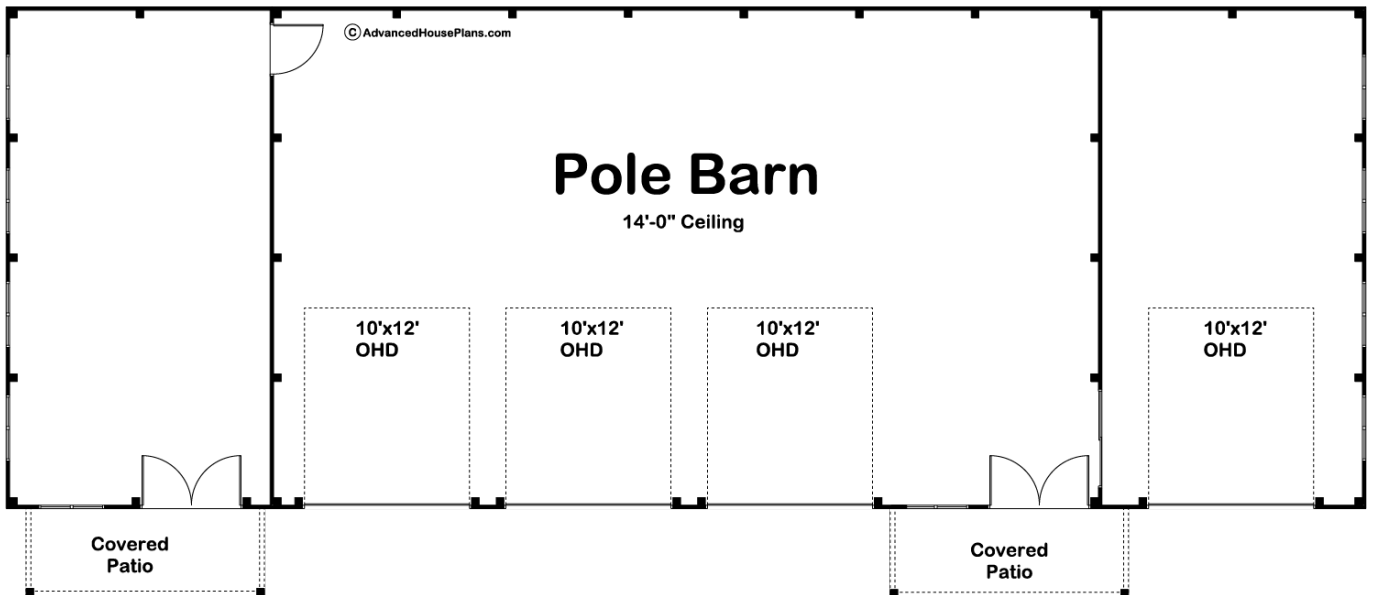 © AdvancedHousePlans.com
Pole Barn
14'-0" Ceiling
10'x12'
OHD
10'x12'
OHD
10'x12'
OHD
10'x12'
OHD
Covered
Patio
Covered
Patio